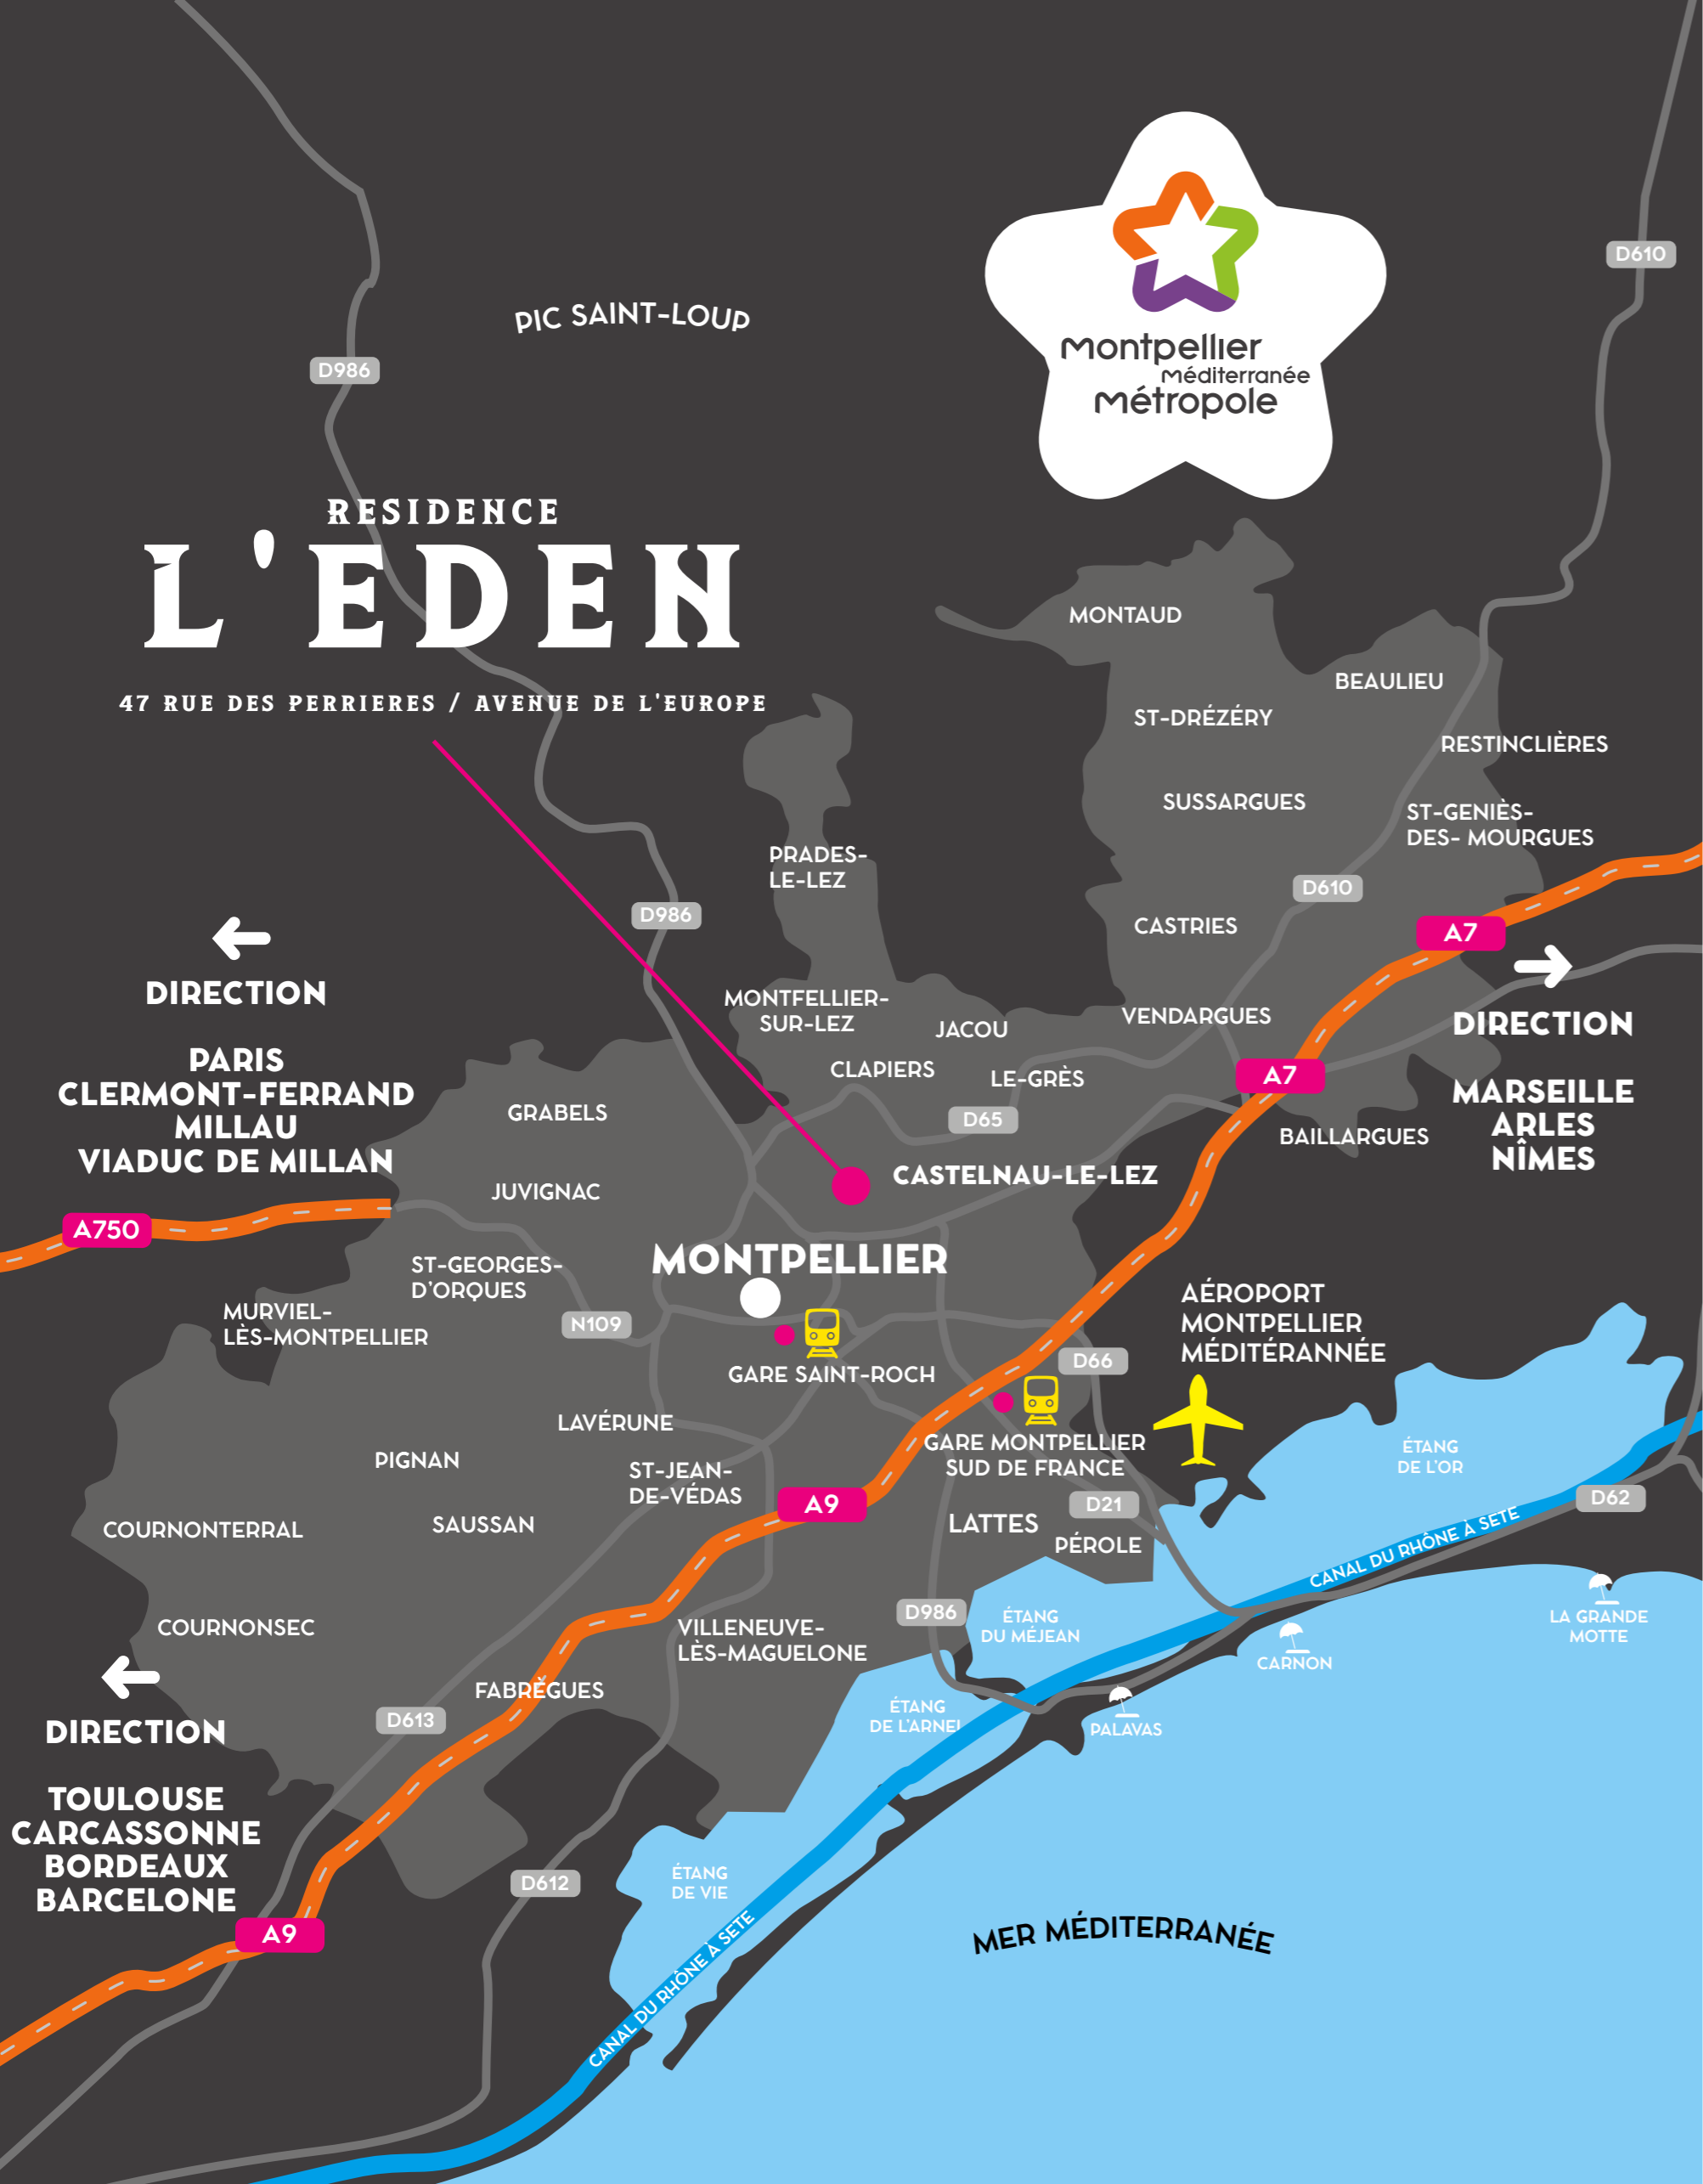 montpellier
méditerranée
métropole
D610
PIC SAINT-LOUP
D986
RESIDENCE
L'EDEN
47 RUE DES PERRIERES / AVENUE DE L'EUROPE
MONTAUD
BEAULIEU
ST-DRÉZÉRY
RESTINCLIÈRES
SUSSARGUES
ST-GENIÈS-
DES- MOURGUES
PRADES-
LE-LEZ
D610
D986
CASTRIES
A7
DIRECTION
PARIS
CLERMONT-FERRAND
MILLAU
VIADUC DE MILLAN
MONTFELLIER-
SUR-LEZ
JACOU
VENDARGUES
DIRECTION
MARSEILLE
ARLES
NÎMES
CLAPIERS
LE-GRÈS
A7
GRABELS
D65
BAILLARGUES
CASTELNAU-LE-LEZ
JUVIGNAC
A750
MONTPELLIER
ST-GEORGES-
D'ORQUES
MURVIEL-
LÈS-MONTPELLIER
N109
AÉROPORT
MONTPELLIER
MÉDITÉRANNÉE
D66
GARE SAINT-ROCH
LAVÉRUNE
GARE MONTPELLIER
SUD DE FRANCE
ÉTANG
DE L'OR
PIGNAN
ST-JEAN-
DE-VÉDAS
A9
D21
D62
COURNONTERRAL
SAUSSAN
LATTES
PÉROLE
CANAL DU RHÔNE À SETE
COURNONSEC
VILLENEUVE-
LÈS-MAGUELONE
D986
ÉTANG
DU MÉJEAN
LA GRANDE
MOTTE
CARNON
FABRÈGUES
ÉTANG
DE L'ARNEL
PALAVAS
D613
DIRECTION
TOULOUSE
CARCASSONNE
BORDEAUX
BARCELONE
D612
ÉTANG
DE VIE
A9
CANAL DU RHÔNE À SETE
MER MÉDITERRANÉE